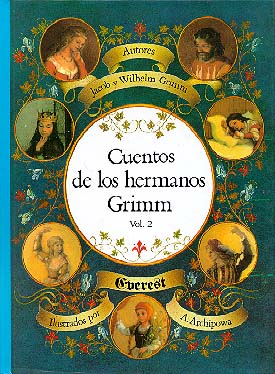 Autores
Jacob y Wilhelm Grimm
Cuentos
de los hermanos
Grimm
Vol. 2
Everest
Ilustrados por
A. Archipowa